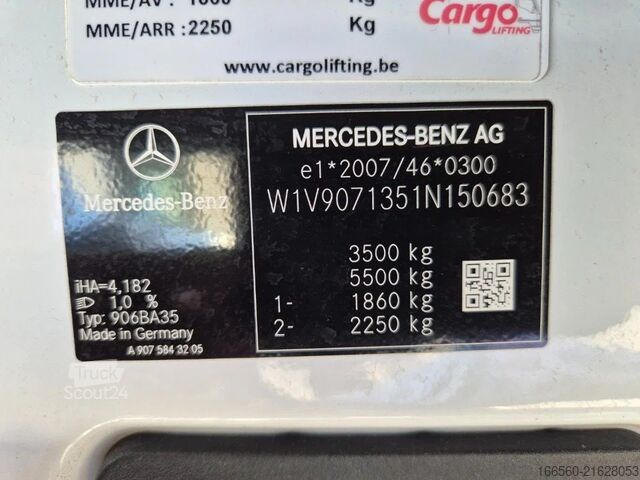 MME/ARR : 2250 Kg
Cargo
LIFTING
www.cargolifting.be
MERCEDES-BENZ AG
e1*2007/46*0300
W1V9071351N150683
Mercedes-Benz
3500 kg
5500 kg
1- 1860 kg
2- 2250 kg
iHA=4,182
1,0 %
Typ: 906BA35
Made in Germany
A 907 584 32 05
Truck
Scout24
166560-21628053